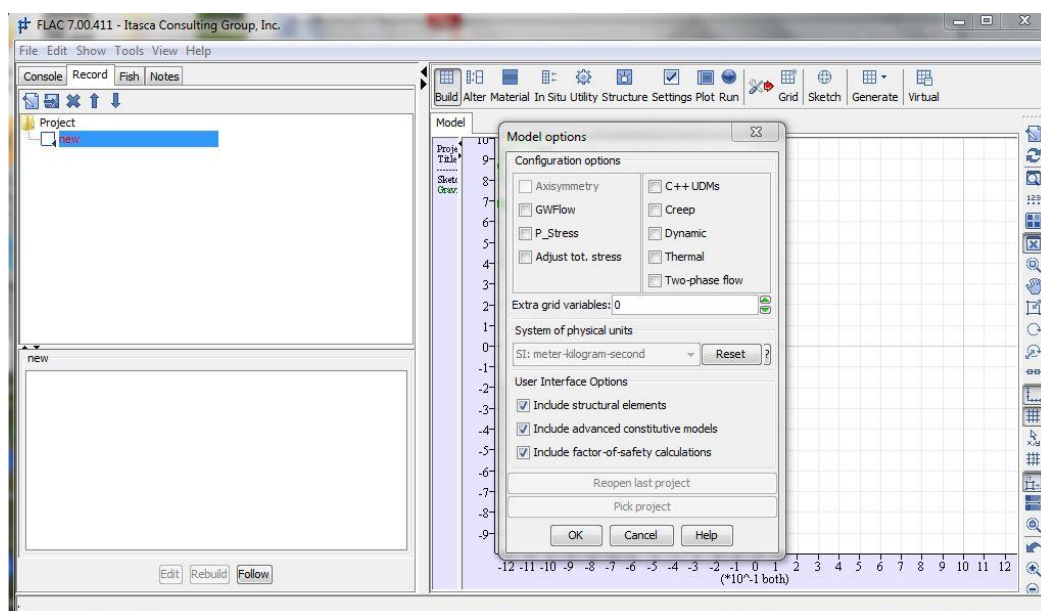 FLAC 7.00.411 - Itasca Consulting Group, Inc.
File Edit Show Tools View Help
Console Record Fish Notes
Project
new
new
Edit Rebuild Follow
Build Alter Material In Situ Utility Structure Settings Plot Run Grid Sketch Generate Virtual
Model
Proje
Title
Sketc
Grav:
10
9
8
7
6
5
4
3
2
1
0
-1
-2
-3
-4
-5
-6
-7
-8
-9
-12 -11 -10 -9 -8 -7 -6 -5 -4 -3 -2 -1 0 1 2 3 4 5 6 7 8 9 10 11 12
(*10^-1 both)
Model options
Configuration options
Axisymmetry
GWFlow
P_Stress
Adjust tot. stress
C++ UDMs
Creep
Dynamic
Thermal
Two-phase flow
Extra grid variables: 0
System of physical units
SI: meter-kilogram-second Reset ?
User Interface Options
Include structural elements
Include advanced constitutive models
Include factor-of-safety calculations
Reopen last project
Pick project
OK Cancel Help
123
x,y